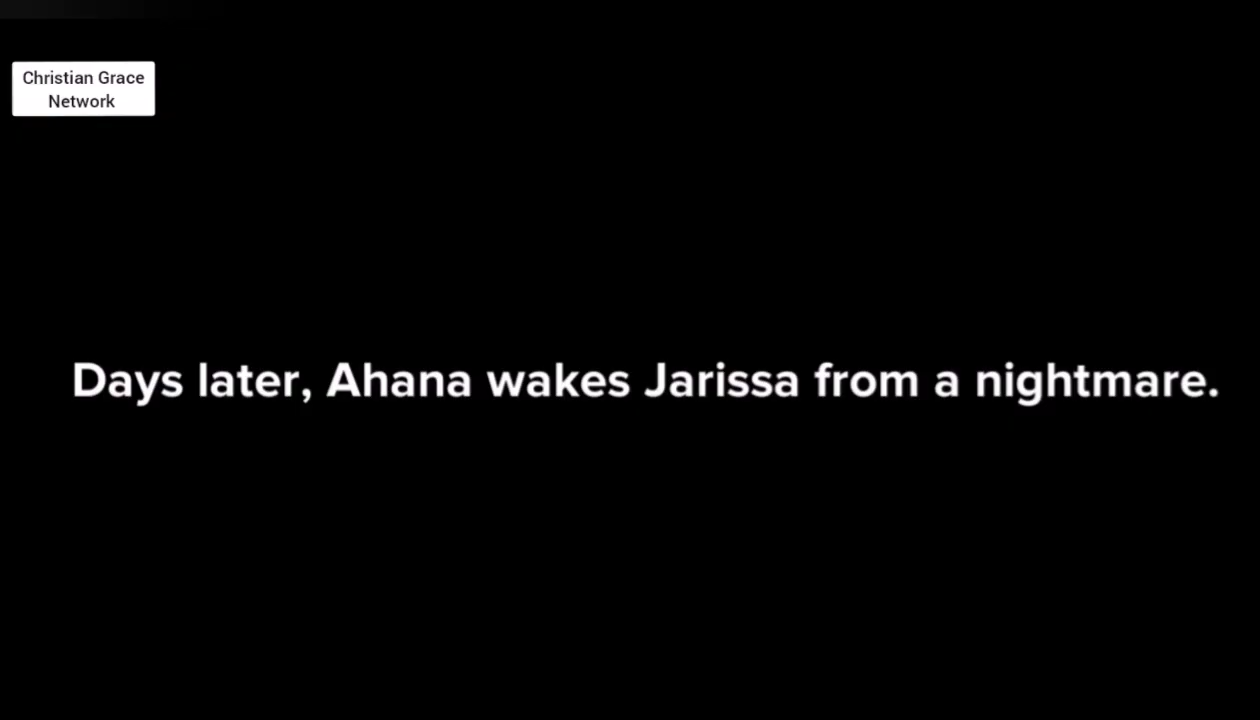 Christian Grace
Network
Days later, Ahana wakes Jarissa from a nightmare.